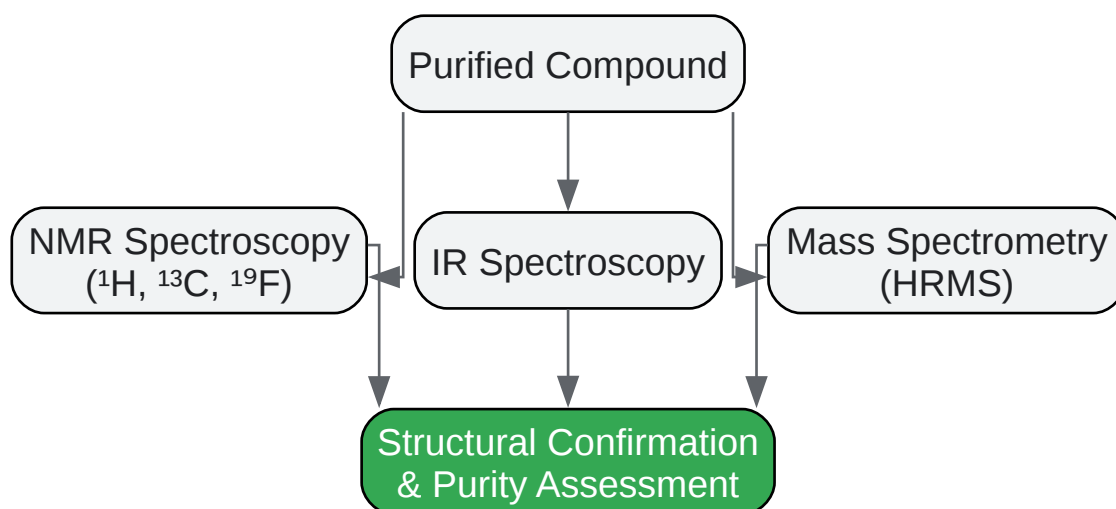 Purified Compound
NMR Spectroscopy
(¹H, ¹³C, ¹⁹F)
IR Spectroscopy
Mass Spectrometry
(HRMS)
Structural Confirmation
& Purity Assessment